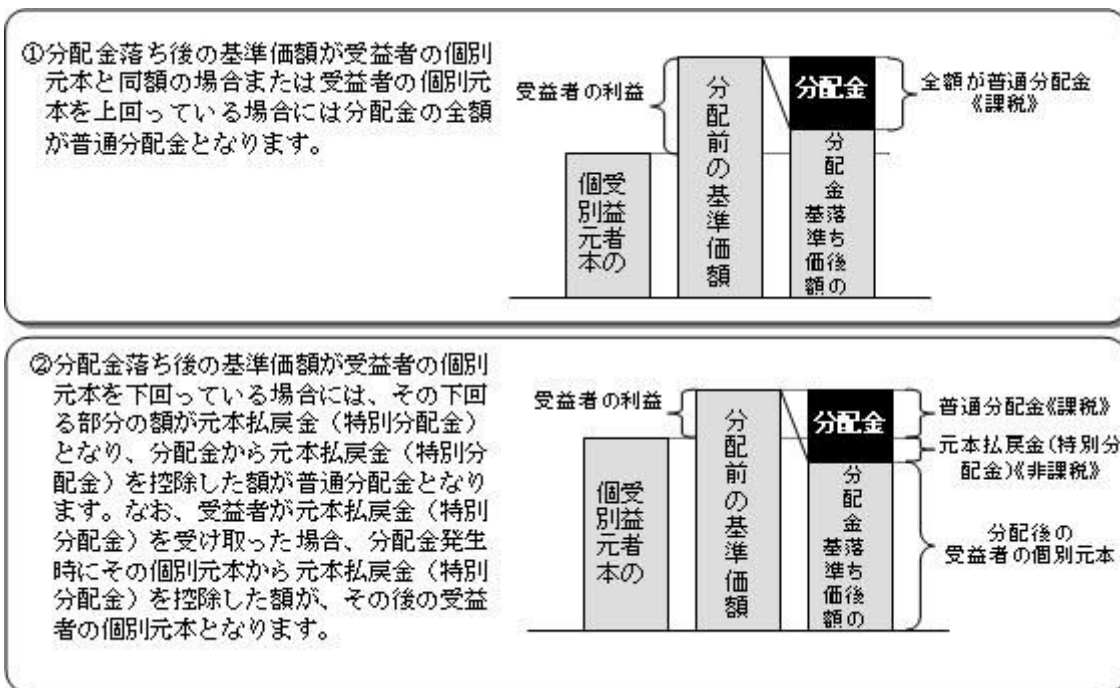 ①分配金落ち後の基準価額が受益者の個別
元本と同額の場合または受益者の個別元
本を上回っている場合には分配金の全額
が普通分配金となります。
受益者の利益
個別元本
受益者の
分配前の基準価額
分配金
分配金落ち後の
基準価額
全額が普通分配金
《課税》
②分配金落ち後の基準価額が受益者の個別
元本を下回っている場合には、その下回
る部分の額が元本払戻金（特別分配金）
となり、分配金から元本払戻金（特別分
配金）を控除した額が普通分配金となり
ます。なお、受益者が元本払戻金（特別
分配金）を受け取った場合、分配金発生
時にその個別元本から元本払戻金（特別
分配金）を控除した額が、その後の受益
者の個別元本となります。
受益者の利益
受益者の
個別元本
分配前の基準価額
分配金
分配金落ち後の
基準価額
普通分配金《課税》
元本払戻金(特別分
配金)《非課税》
分配後の
受益者の個別元本